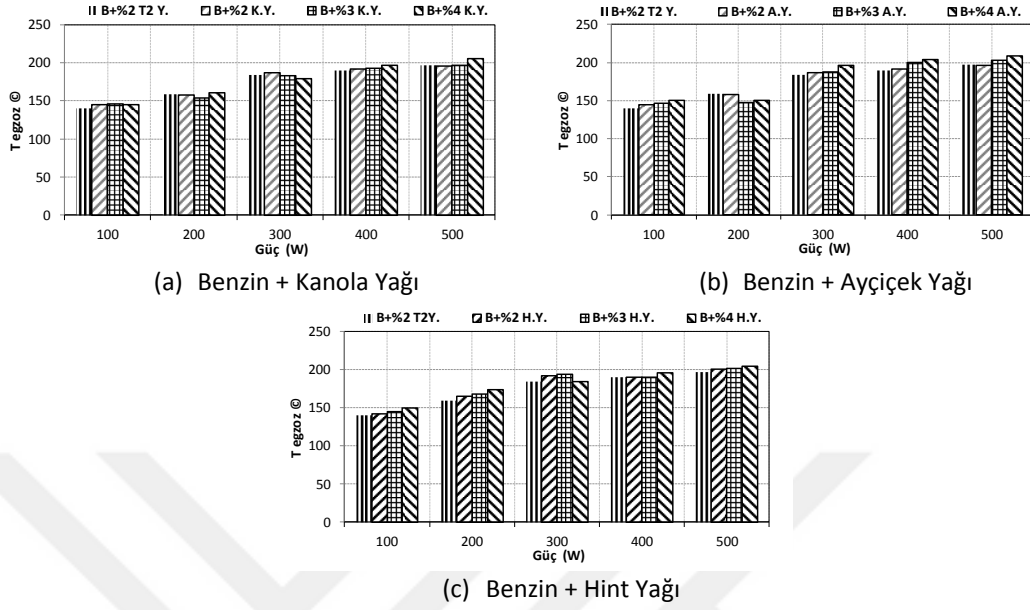 B+%2 T2 Y. B+%2 K.Y. B+%3 K.Y. B+%4 K.Y.
250
200
150
100
50
0
T egzoz ©
100 200 300 400 500
Güç (W)
(a) Benzin + Kanola Yağı
B+%2 T2 Y. B+%2 A.Y. B+%3 A.Y. B+%4 A.Y.
250
200
150
100
50
0
T egzoz ©
100 200 300 400 500
Güç (W)
(b) Benzin + Ayçiçek Yağı
B+%2 T2Y. B+%2 H.Y. B+%3 H.Y. B+%4 H.Y.
250
200
150
100
50
0
T egzoz ©
100 200 300 400 500
Güç (W)
(c) Benzin + Hint Yağı